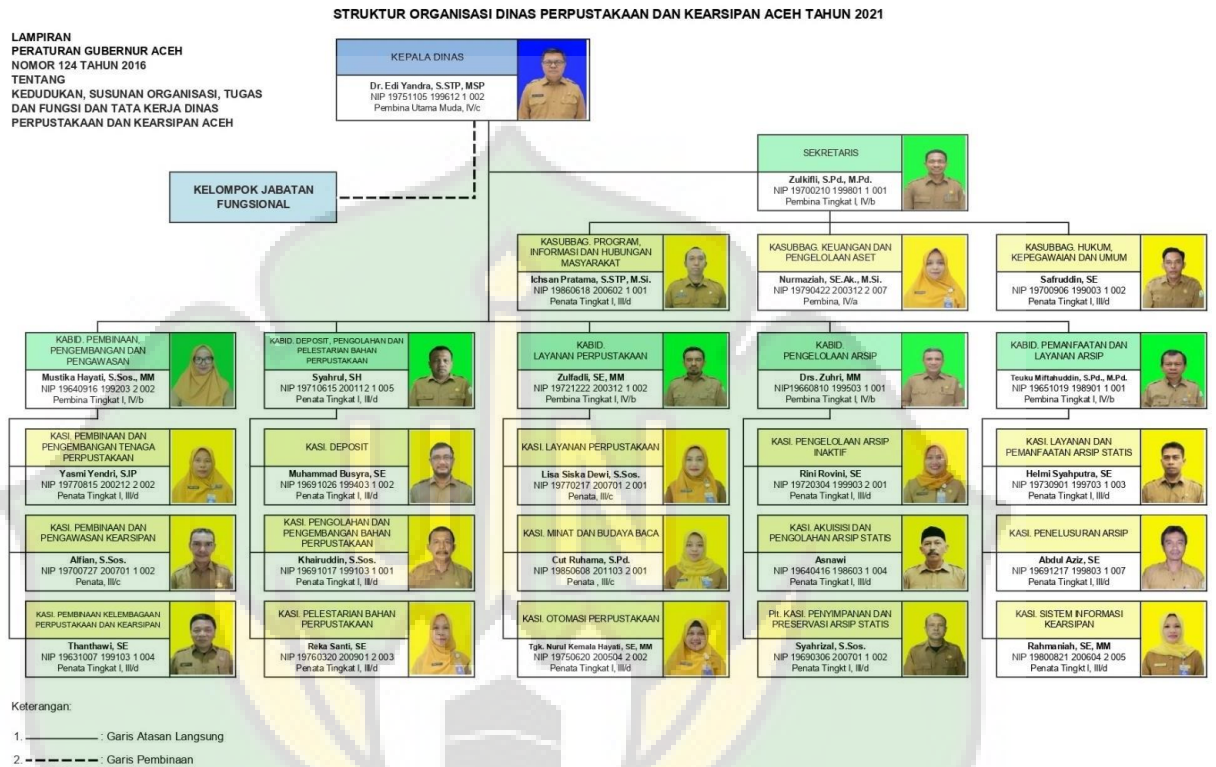 STRUKTUR ORGANISASI DINAS PERPUSTAKAAN DAN KEARSIPAN ACEH TAHUN 2021
LAMPIRAN
PERATURAN GUBERNUR ACEH
NOMOR 124 TAHUN 2016
TENTANG
KEDUDUKAN, SUSUNAN ORGANISASI, TUGAS
DAN FUNGSI DAN TATA KERJA DINAS
PERPUSTAKAAN DAN KEARSIPAN ACEH
KEPALA DINAS
Dr. Edi Yandra, S.STP, MSP
NIP 19751105 199612 1 002
Pembina Utama Muda, IV/c
SEKRETARIS
Zulkifli, S.Pd., M.Pd.
NIP 19700210 199801 1 001
Pembina Tingkat I, IV/b
KELOMPOK JABATAN
FUNGSIONAL
KASUBBAG. PROGRAM,
INFORMASI DAN HUBUNGAN
MASYARAKAT
Ichsan Pratama, S.STP, M.Si.
NIP 19860618 200602 1 001
Penata Tingkat I, III/d
KASUBBAG. KEUANGAN DAN
PENGELOLAAN ASET
Nurmaziah, SE.Ak., M.Si.
NIP 19790422 200312 2 007
Pembina, IV/a
KASUBBAG. HUKUM,
KEPEGAWAIAN DAN UMUM
Safruddin, SE
NIP 19700906 199003 1 002
Penata Tingkat I, III/d
KABID. PEMBINAAN,
PENGEMBANGAN DAN
PENGAWASAN
Mustika Hayati, S.Sos., MM
NIP 19640916 199203 2 002
Pembina Tingkat I, IV/b
KABID. DEPOSIT, PENGOLAHAN DAN
PELESTARIAN BAHAN
PERPUSTAKAAN
Syahrul, SH
NIP 19710615 200112 1 005
Penata Tingkat I, III/d
KABID.
LAYANAN PERPUSTAKAAN
Zulfadli, SE, MM
NIP 19721222 200312 1 002
Pembina Tingkat I, IV/b
KABID.
PENGELOLAAN ARSIP
Drs. Zuhri, MM
NIP19660810 199503 1 001
Pembina Tingkat I, IV/b
KABID. PEMANFAATAN DAN
LAYANAN ARSIP
Teuku Miftahuddin, S.Pd., M.Pd.
NIP 19651019 198901 1 001
Pembina Tingkat I, IV/b
KASI. PEMBINAAN DAN
PENGEMBANGAN TENAGA
PERPUSTAKAAN
Yasmi Yendri, SJP
NIP 19770815 200212 2 002
Penata Tingkat I, III/d
KASI. DEPOSIT
Muhammad Busyra, SE
NIP 19691026 199403 1 002
Penata Tingkat I, III/d
KASI. LAYANAN PERPUSTAKAAN
Lisa Siska Dewi, S.Sos.
NIP 19770217 200701 2 001
Penata, III/c
KASI. PENGELOLAAN ARSIP
INAKTIF
Rini Rovini, SE
NIP 19720304 199903 2 001
Penata Tingkat I, III/d
KASI. LAYANAN DAN
PEMANFAATAN ARSIP STATIS
Helmi Syahputra, SE
NIP 19730901 199703 1 003
Penata Tingkat I, III/d
KASI. PEMBINAAN DAN
PENGAWASAN KEARSIPAN
Alfian, S.Sos.
NIP 19700727 200701 1 002
Penata, III/c
KASI. PENGOLAHAN DAN
PENGEMBANGAN BAHAN
PERPUSTAKAAN
Khairuddin, S.Sos.
NIP 19691017 199103 1 001
Penata Tingkat I, III/d
KASI. MINAT DAN BUDAYA BACA
Cut Ruhama, S.Pd.
NIP 19850608 201103 2 001
Penata , III/c
KASI. AKUISISI DAN
PENGOLAHAN ARSIP STATIS
Asnawi
NIP 19640416 198603 1 004
Penata Tingkat I, III/d
KASI. PENELUSURAN ARSIP
Abdul Aziz, SE
NIP 19691217 199803 1 007
Penata Tingkat I, III/d
KASI. PEMBINAAN KELEMBAGAAN
PERPUSTAKAAN DAN KEARSIPAN
Thanthawi, SE
NIP 19631007 199103 1 004
Penata Tingkat I, III/d
KASI. PELESTARIAN BAHAN
PERPUSTAKAAN
Reka Santi, SE
NIP 19760320 200901 2 003
Penata Tingkat I, III/d
KASI. OTOMASI PERPUSTAKAAN
Tgk. Nurul Kemala Hayati, SE, MM
NIP 19750620 200504 2 002
Penata Tingkat I, III/d
Plt. KASI. PENYIMPANAN DAN
PRESERVASI ARSIP STATIS
Syahrizal, S.Sos.
NIP 19690306 200701 1 002
Penata Tingkt I, III/d
KASI. SISTEM INFORMASI
KEARSIPAN
Rahmaniah, SE, MM
NIP 19800821 200604 2 005
Penata Tingkat I, III/d
Keterangan:
1. : Garis Atasan Langsung
2. : Garis Pembinaan